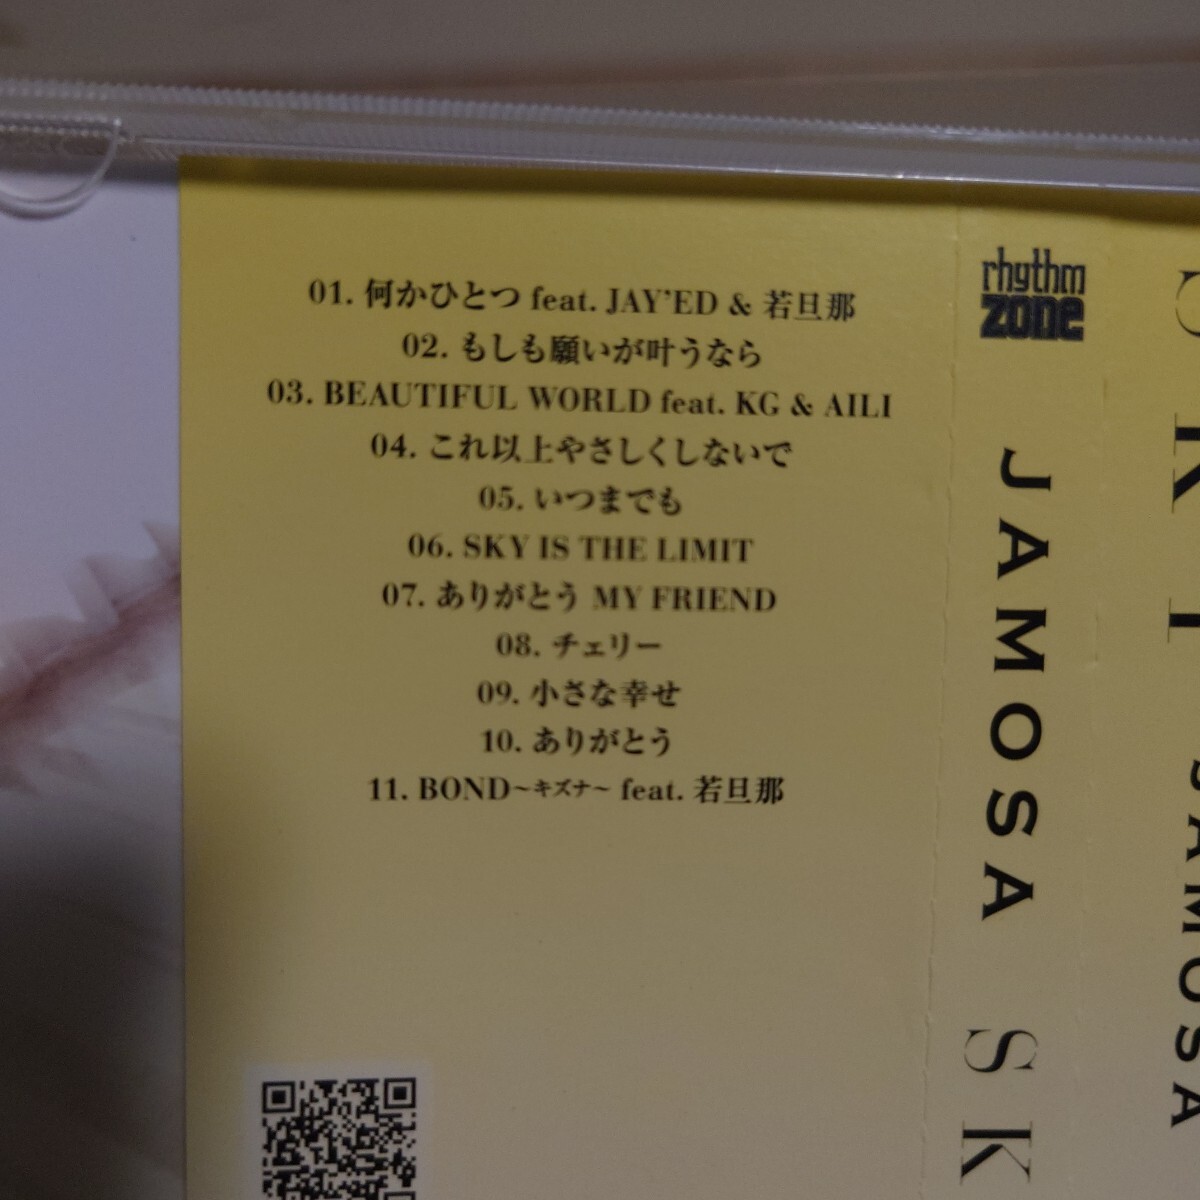 01. 何かひとつ feat. JAY'ED & 若旦那
02. もしも願いが叶うなら
03. BEAUTIFUL WORLD feat. KG & AILI
04. これ以上やさしくしないで
05. いつまでも
06. SKY IS THE LIMIT
07. ありがとう MY FRIEND
08. チェリー
09. 小さな幸せ
10. ありがとう
11. BOND~キズナ~ feat. 若旦那
rhythm
zone
JAMOSA SK